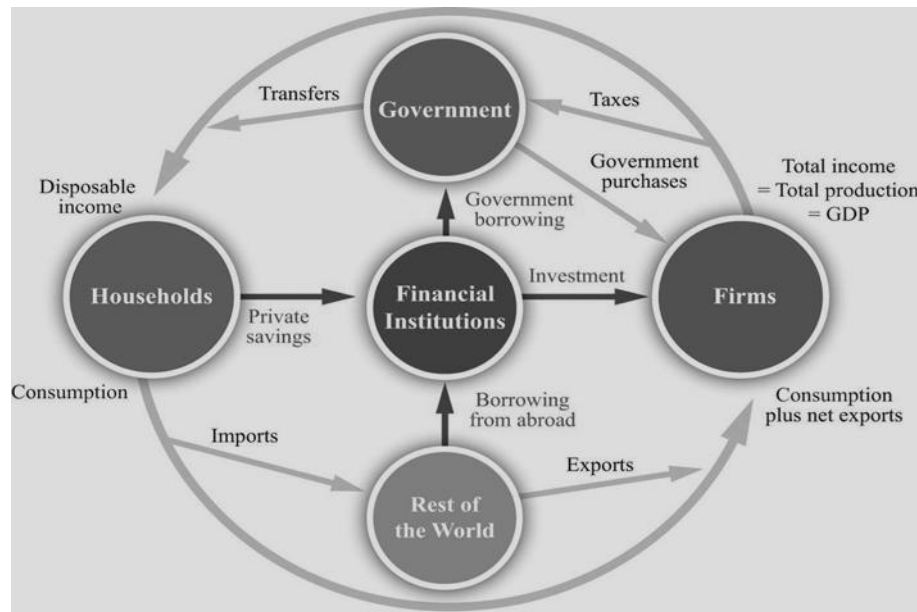 Transfers
Government
Taxes
Disposable
income
Government
purchases
Total income
= Total production
= GDP
Government
borrowing
Households
Private
savings
Financial
Institutions
Investment
Firms
Consumption
Imports
Borrowing
from abroad
Exports
Consumption
plus net exports
Rest of
the World